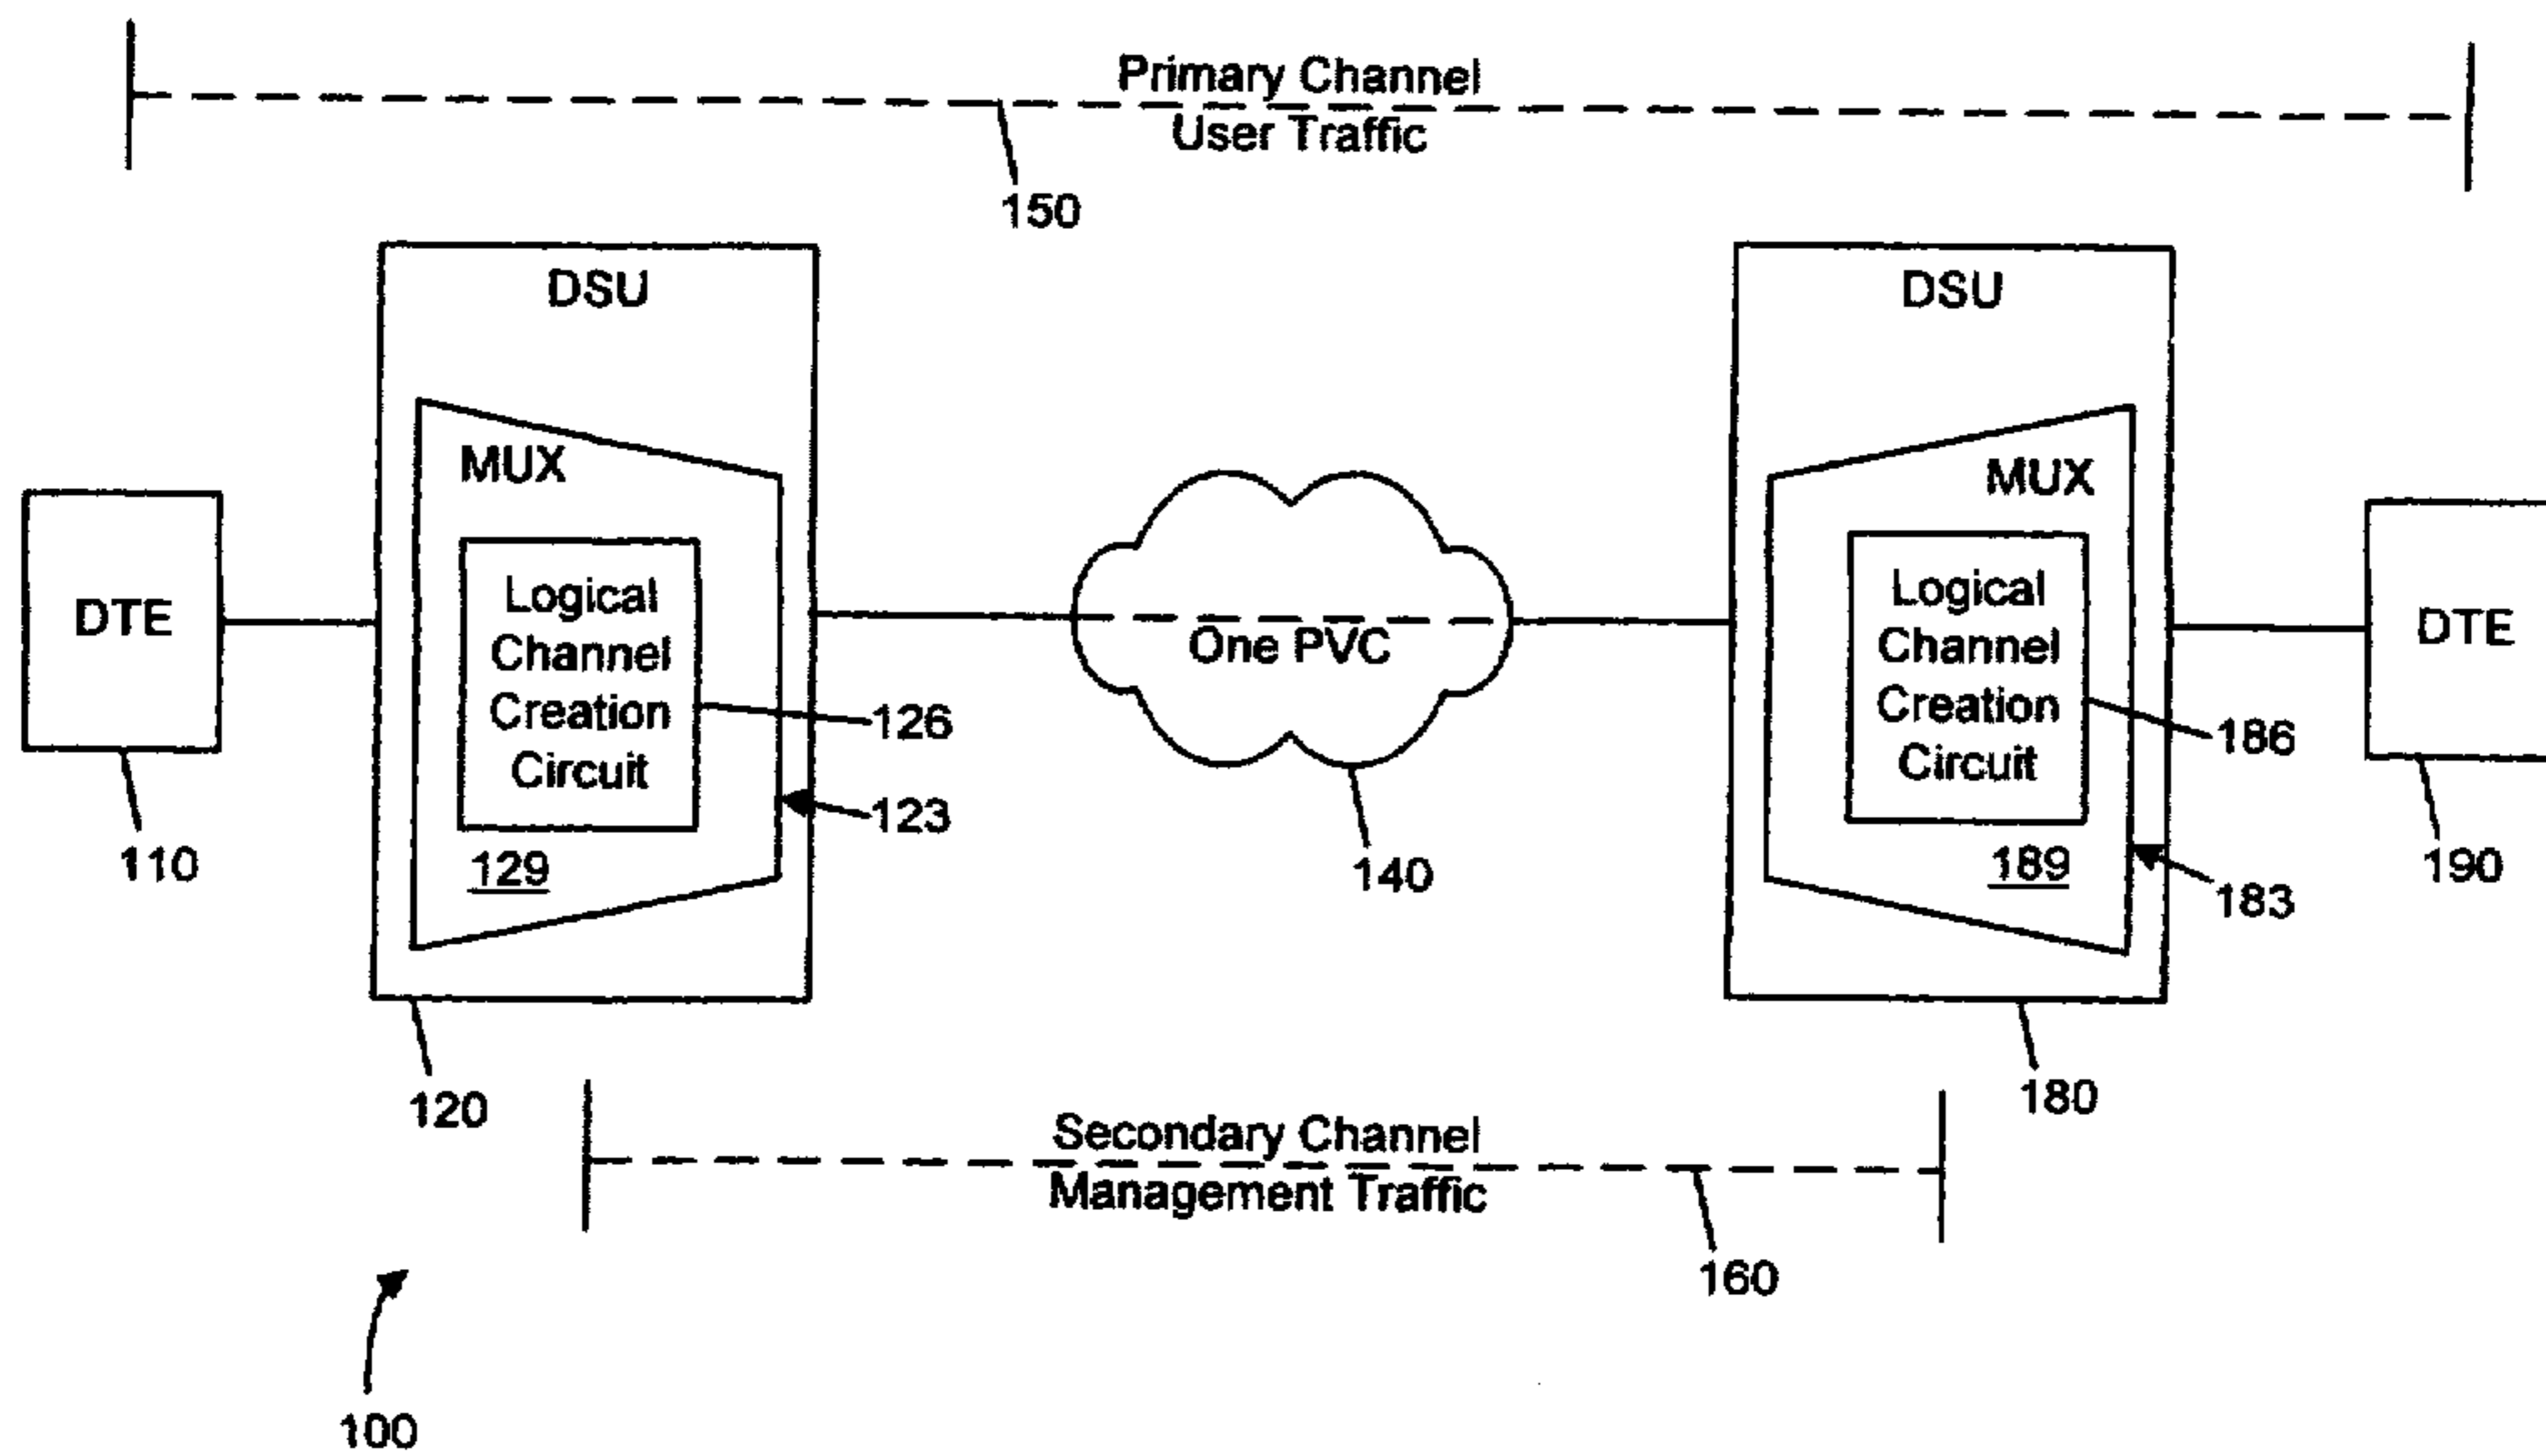 Primary Channel
User Traffic
150
DSU
DSU
MUX
MUX
DTE
Logical
Channel
Creation
Circuit
One PVC
Logical
Channel
Creation
Circuit
DTE
126
186
123
129
110
140
189
183
190
120
180
Secondary Channel
Management Traffic
160
100